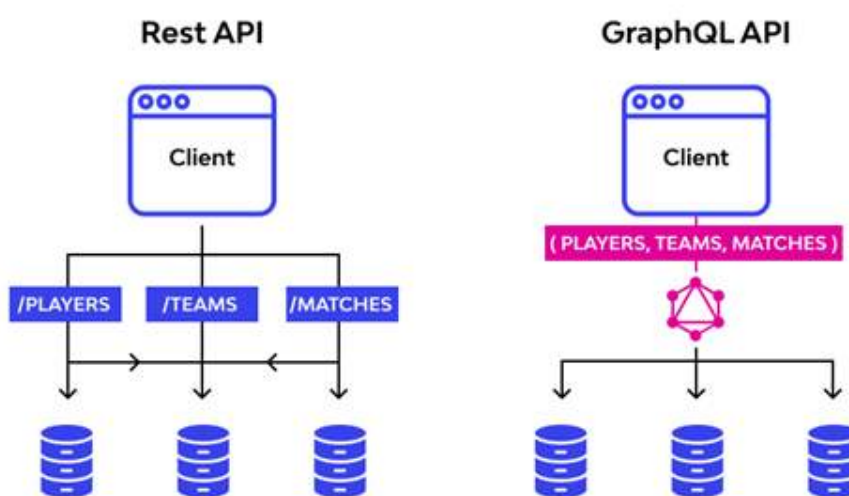 Rest API
GraphQL API
Client
Client
( PLAYERS, TEAMS, MATCHES )
/PLAYERS
/TEAMS
/MATCHES